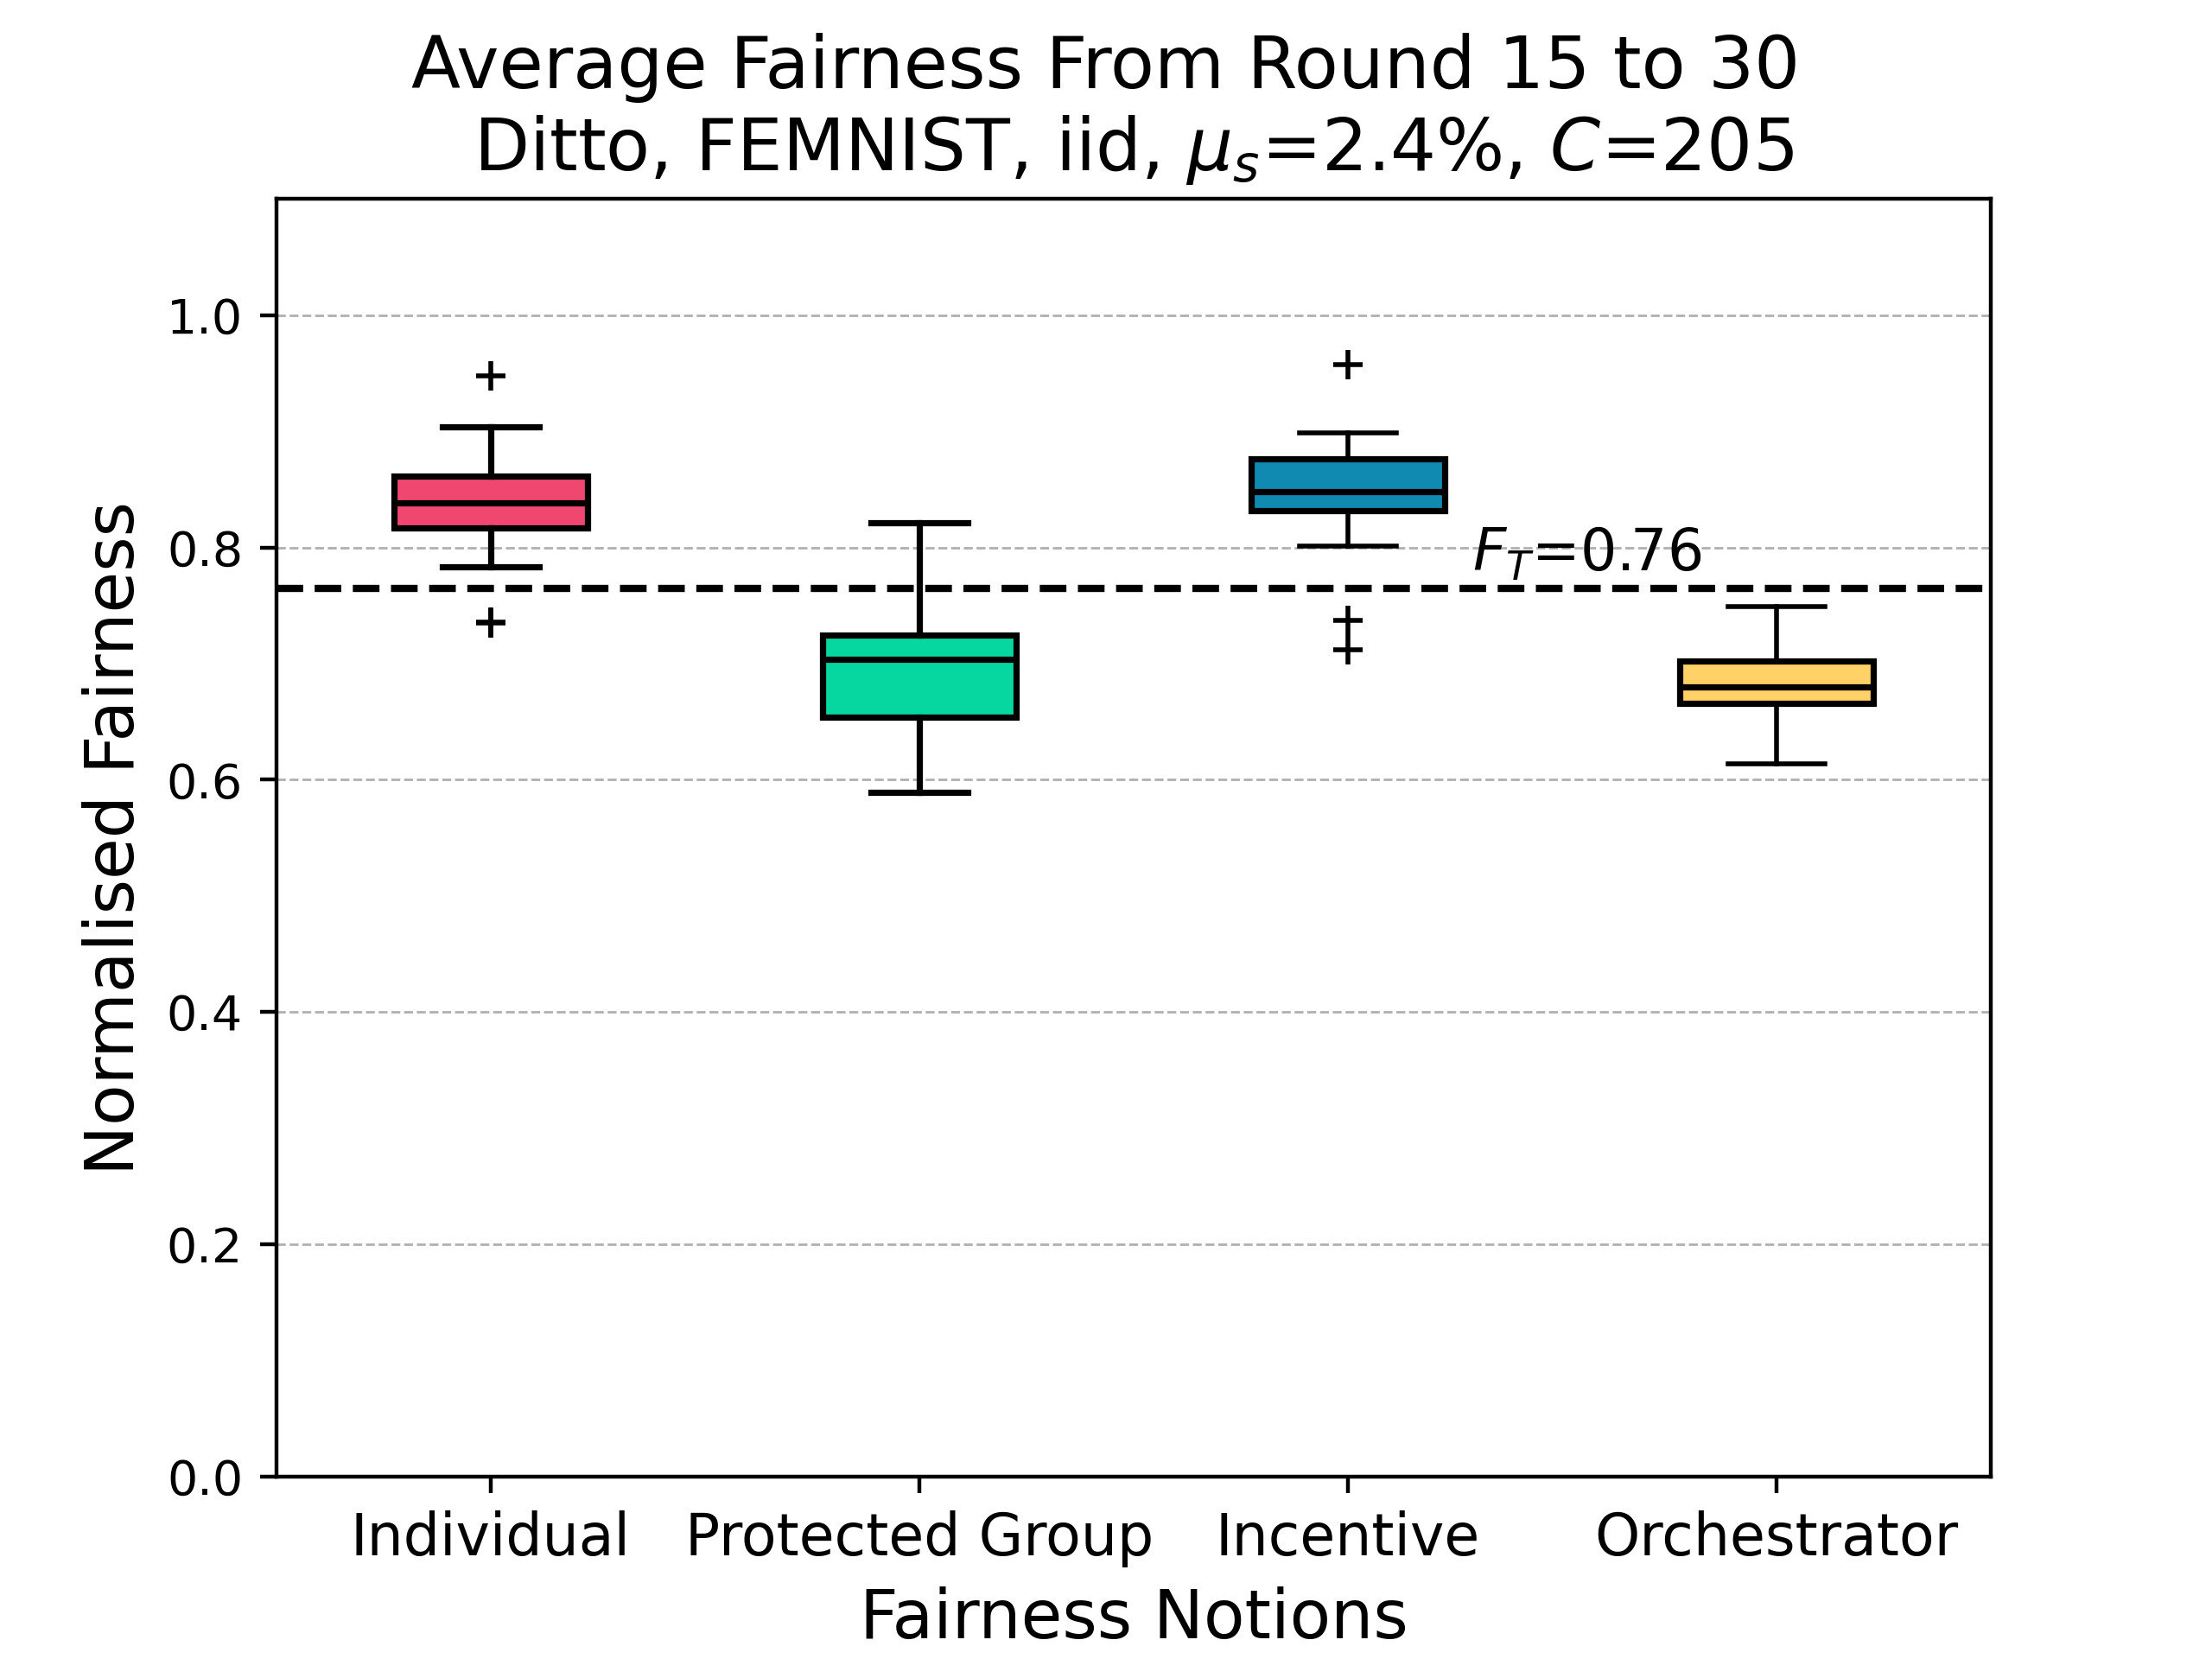 Average Fairness From Round 15 to 30
Ditto, FEMNIST, iid, μs=2.4%, C=205
Normalised Fairness
1.0
0.8
0.6
0.4
0.2
0.0
FT=0.76
Individual Protected Group Incentive Orchestrator
Fairness Notions